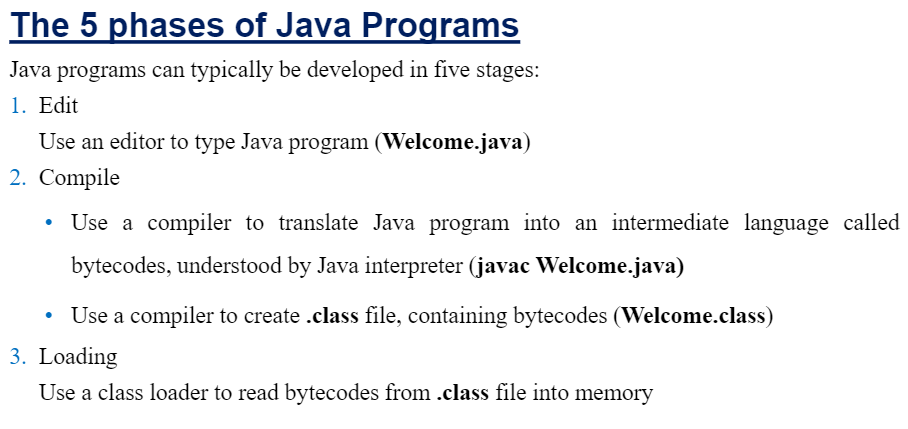 The 5 phases of Java Programs
Java programs can typically be developed in five stages:
1. Edit
Use an editor to type Java program (Welcome.java)
2. Compile
• Use a compiler to translate Java program into an intermediate language called
bytecodes, understood by Java interpreter (javac Welcome.java)
• Use a compiler to create .class file, containing bytecodes (Welcome.class)
3. Loading
Use a class loader to read bytecodes from .class file into memory